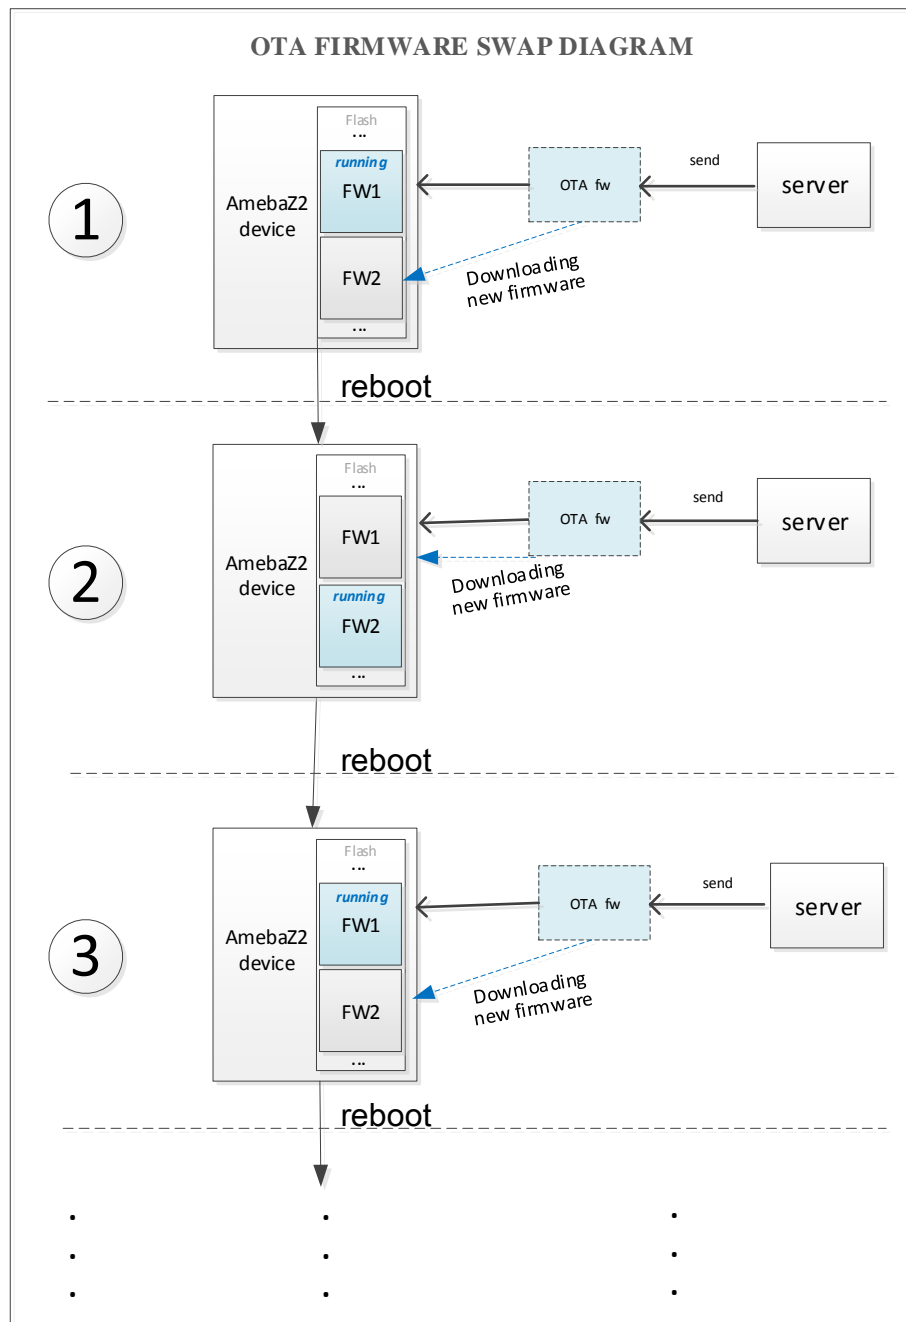 OTA FIRMWARE SWAP DIAGRAM
1
AmebaZ2
device
Flash
...
running
FW1
FW2
...
OTA fw
send
server
Downloading
new firmware
reboot
2
AmebaZ2
device
Flash
...
FW1
running
FW2
...
OTA fw
send
server
Downloading
new firmware
reboot
3
AmebaZ2
device
Flash
...
running
FW1
FW2
...
OTA fw
send
server
Downloading
new firmware
reboot
. . .
. . .
. . .